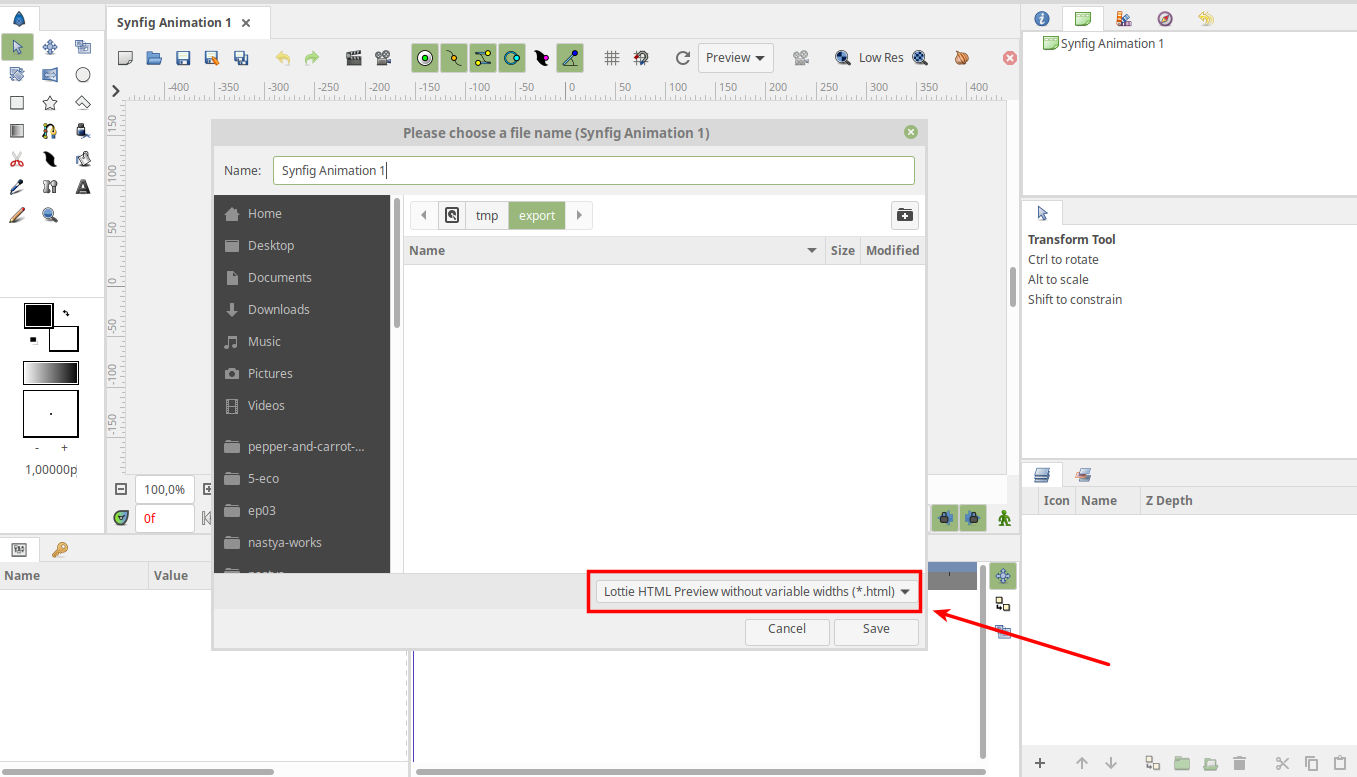 Synfig Animation 1
Preview
Low Res
-400 -350 -300 -250 -200 -150 -100 -50 0 50 100 150 200 250 300 350 400
150
100
50
0
-50
-100
-150
Please choose a file name (Synfig Animation 1)
Name: Synfig Animation 1
Home
Desktop
Documents
Downloads
Music
Pictures
Videos
pepper-and-carrot-...
5-eco
ep03
nastya-works
tmp export
Name Size Modified
Lottie HTML Preview without variable widths (*.html)
Cancel Save
- +
1,00000p
100,0%
0f
Name Value
Synfig Animation 1
Transform Tool
Ctrl to rotate
Alt to scale
Shift to constrain
Icon Name Z Depth